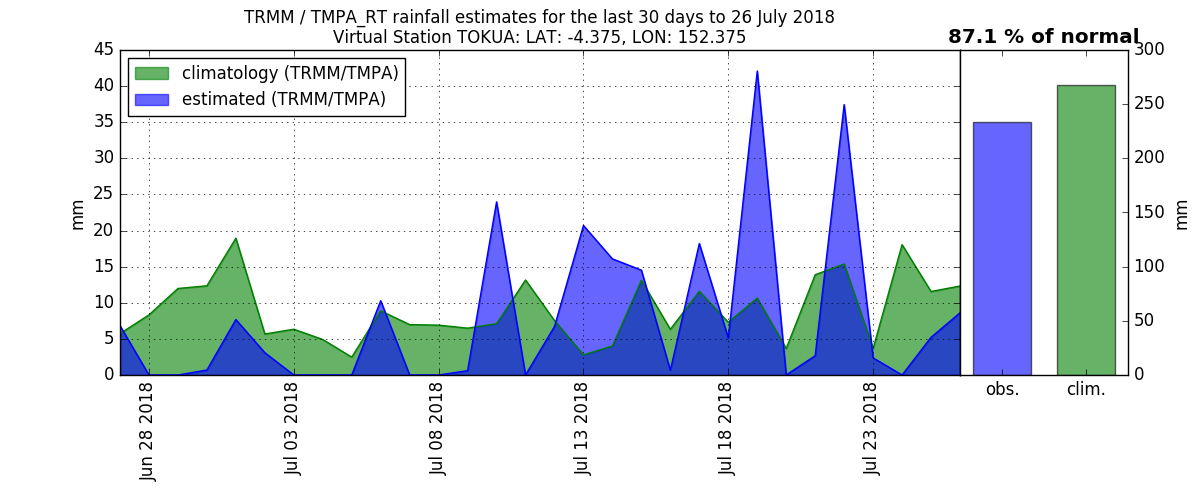 TRMM / TMPA_RT rainfall estimates for the last 30 days to 26 July 2018
Virtual Station TOKUA: LAT: -4.375, LON: 152.375
87.1 % of normal
climatology (TRMM/TMPA)
estimated (TRMM/TMPA)
45
40
35
30
25
20
15
10
5
0
mm
Jun 28 2018
Jul 03 2018
Jul 08 2018
Jul 13 2018
Jul 18 2018
Jul 23 2018
obs.
clim.
300
250
200
150
100
50
0
mm